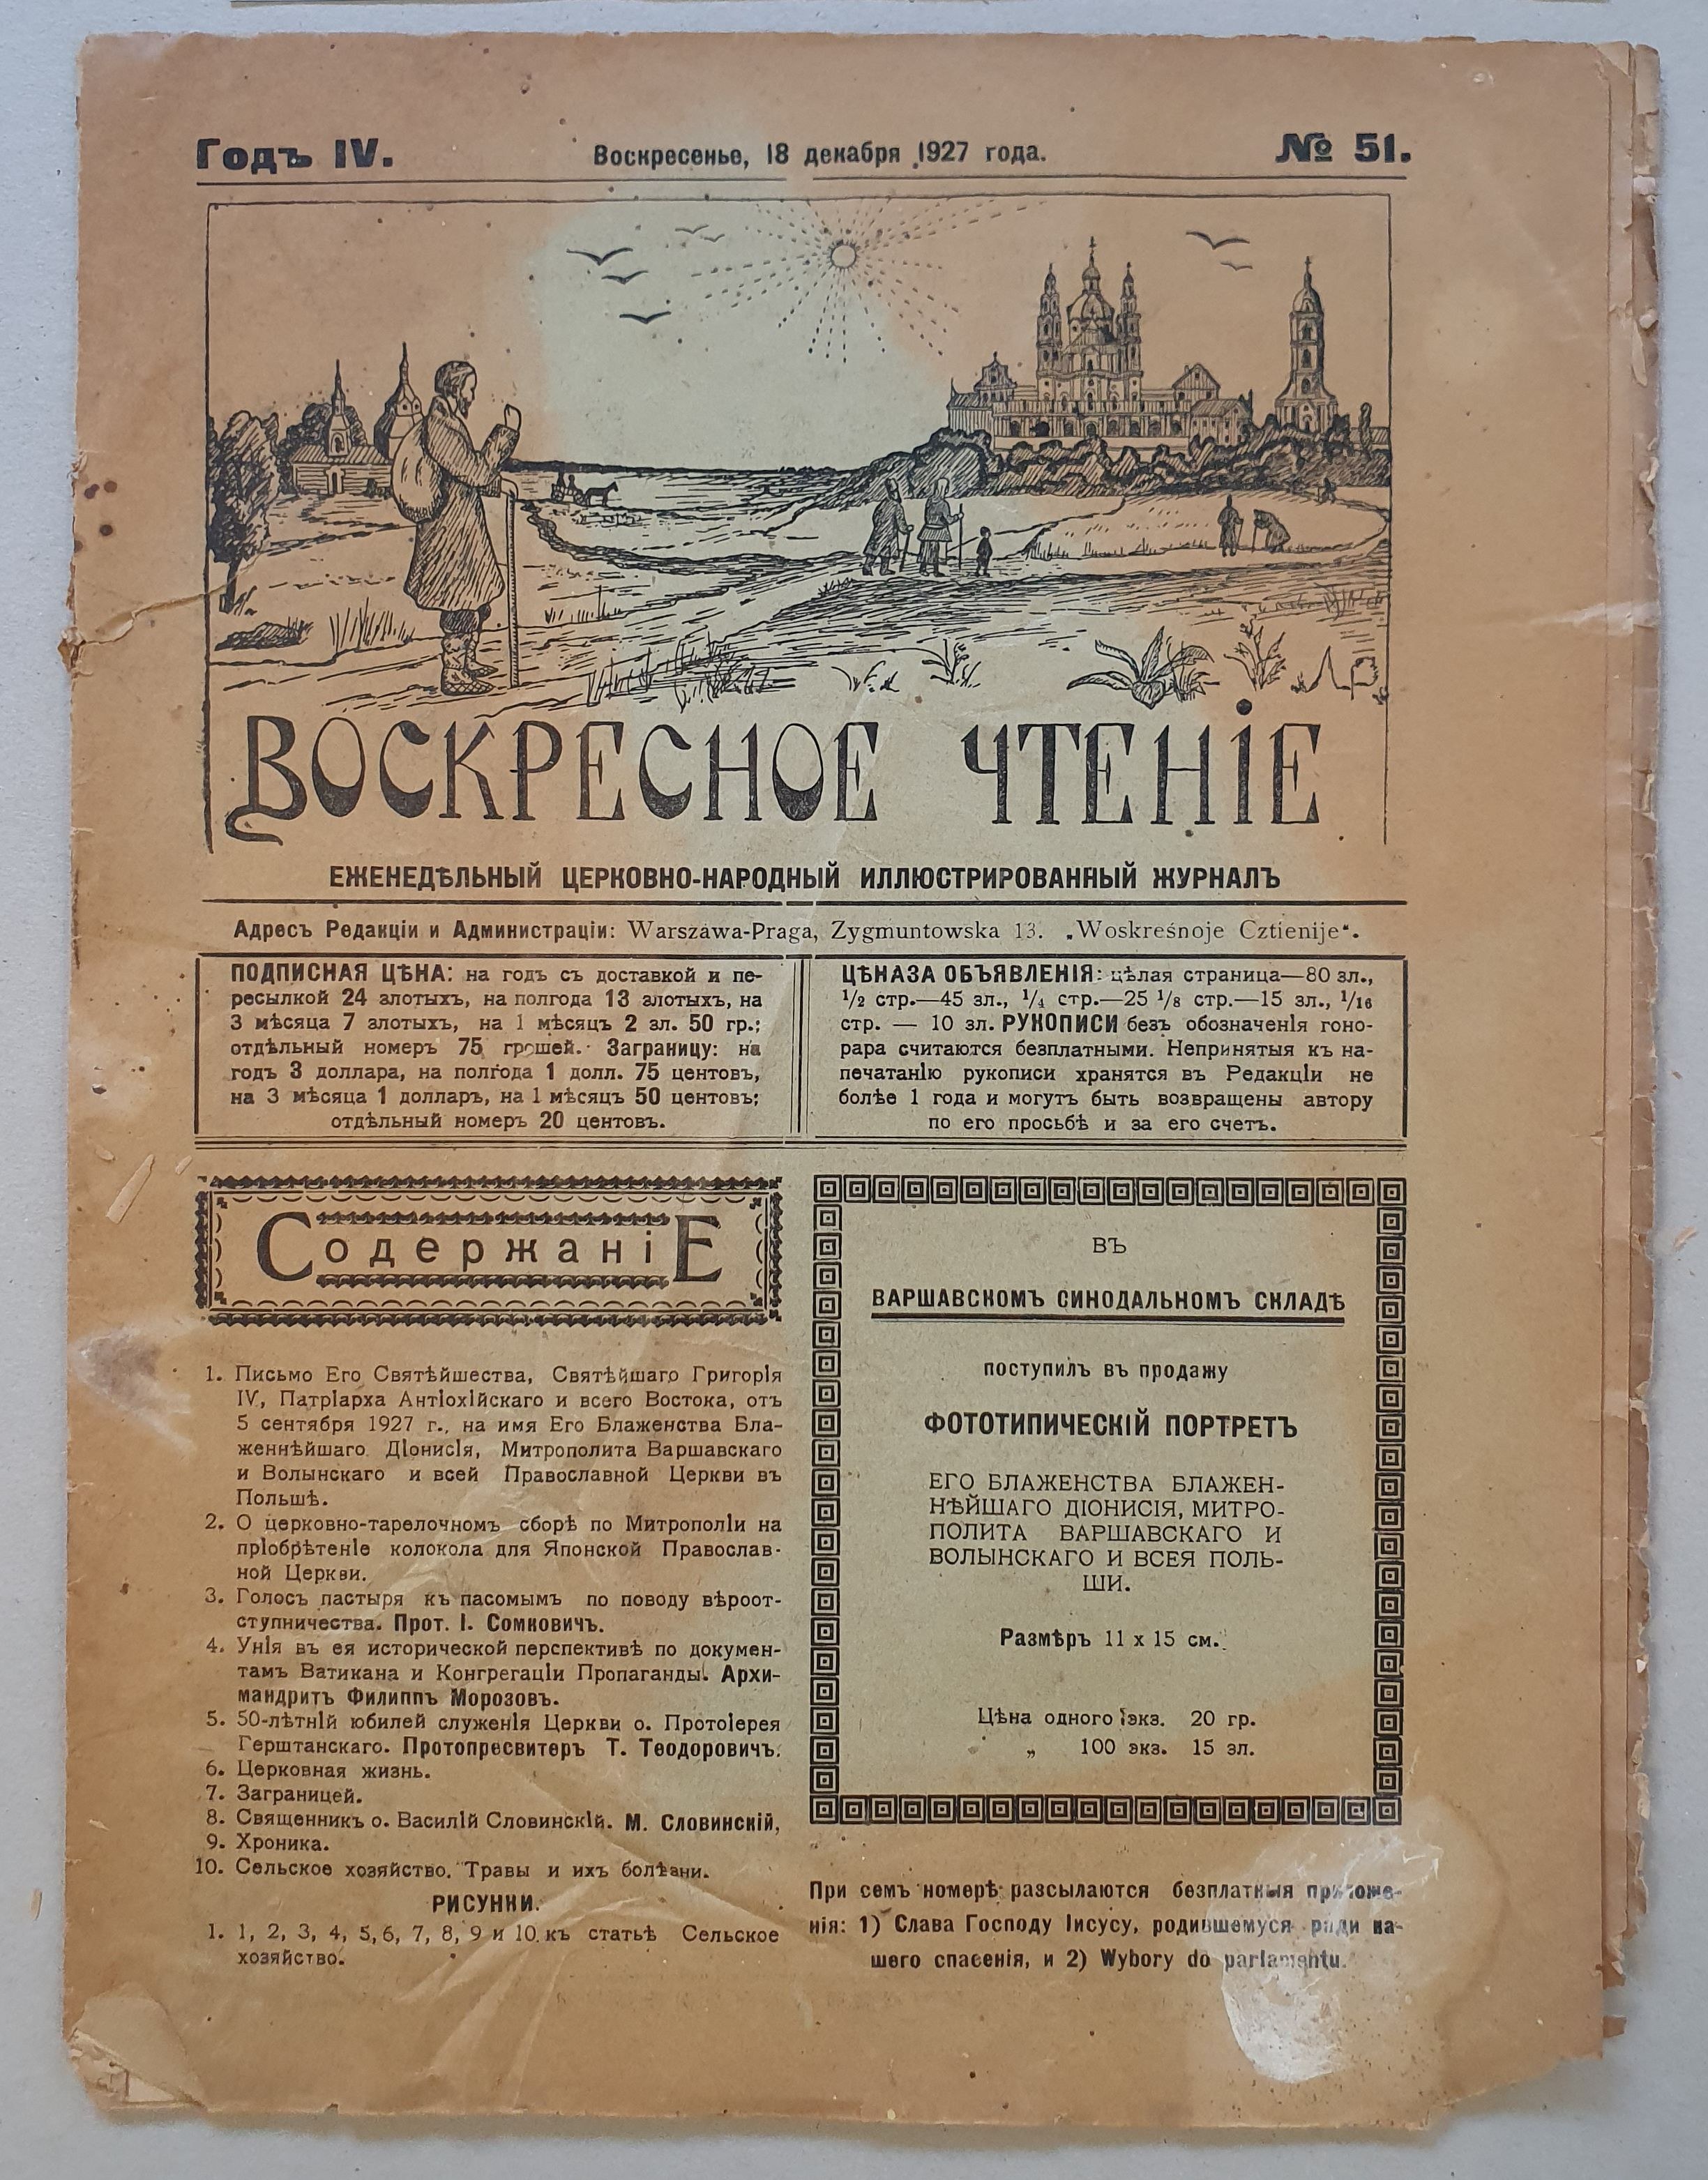 Годъ IV.
Воскресенье, 18 декабря 1927 года.
№ 51.
ВОСКРЕСНОЕ ЧТЕНІЕ
ЕЖЕНЕДѢЛЬНЫЙ ЦЕРКОВНО-НАРОДНЫЙ ИЛЛЮСТРИРОВАННЫЙ ЖУРНАЛЪ
Адресъ Редакціи и Администраціи: Warszawa-Praga, Zygmuntowska 13. „Woskreśnoje Cztienije“.
ПОДПИСНАЯ ЦѢНА: на годъ съ доставкой и пе-
ресылкой 24 злотыхъ, на полгода 13 злотыхъ, на
3 мѣсяца 7 злотыхъ, на 1 мѣсяцъ 2 зл. 50 гр.;
отдѣльный номеръ 75 грошей. Заграницу: на
годъ 3 доллара, на полгода 1 долл. 75 центовъ,
на 3 мѣсяца 1 долларъ, на 1 мѣсяцъ 50 центовъ;
отдѣльный номеръ 20 центовъ.
ЦѢНАЗА ОБЪЯВЛЕНІЯ: цѣлая страница—80 зл.,
1/2 стр.—45 зл., 1/4 стр.—25 1/8 стр.—15 зл., 1/16
стр. — 10 зл. РУКОПИСИ безъ обозначенія гоно-
рара считаются безплатными. Непринятыя къ на-
печатанію рукописи хранятся въ Редакціи не
болѣе 1 года и могутъ быть возвращены автору
по его просьбѣ и за его счетъ.
СодержаніЕ
1. Письмо Его Святѣйшества, Святѣйшаго Григорія
IV, Патріарха Антіохійскаго и всего Востока, отъ
5 сентября 1927 г., на имя Его Блаженства Бла-
женнѣйшаго Діонисія, Митрополита Варшавскаго
и Волынскаго и всей Православной Церкви въ
Польшѣ.
2. О церковно-тарелочномъ сборѣ по Митрополіи на
пріобрѣтеніе колокола для Японской Православ-
ной Церкви.
3. Голосъ пастыря къ пасомымъ по поводу вѣроот-
ступничества. Прот. І. Сомковичъ.
4. Унія въ ея исторической перспективѣ по докумен-
тамъ Ватикана и Конгрегаціи Пропаганды. Архи-
мандритъ Филиппъ Морозовъ.
5. 50-лѣтній юбилей служенія Церкви о. Протоіерея
Герштанскаго. Протопресвитеръ Т. Теодоровичъ.
6. Церковная жизнь.
7. Заграницей.
8. Священникъ о. Василій Словинскій. М. Словинскій,
9. Хроника.
10. Сельское хозяйство. Травы и ихъ болѣзни.
РИСУНКИ.
1. 1, 2, 3, 4, 5, 6, 7, 8, 9 и 10 къ статьѣ Сельское
хозяйство.
ВЪ
ВАРШАВСКОМЪ СИНОДАЛЬНОМЪ СКЛАДѢ
поступилъ въ продажу
ФОТОТИПИЧЕСКІЙ ПОРТРЕТЪ
ЕГО БЛАЖЕНСТВА БЛАЖЕН-
НѢЙШАГО ДІОНИСІЯ, МИТРО-
ПОЛИТА ВАРШАВСКАГО И
ВОЛЫНСКАГО И ВСЕЯ ПОЛЬ-
ШИ.
Размѣръ 11 х 15 см.
Цѣна одного экз. 20 гр.
„ 100 экз. 15 зл.
При семъ номерѣ разсылаются безплатныя приложе-
нія: 1) Слава Господу Іисусу, родившемуся ради на-
шего спасенія, и 2) Wybory do parlamentu.